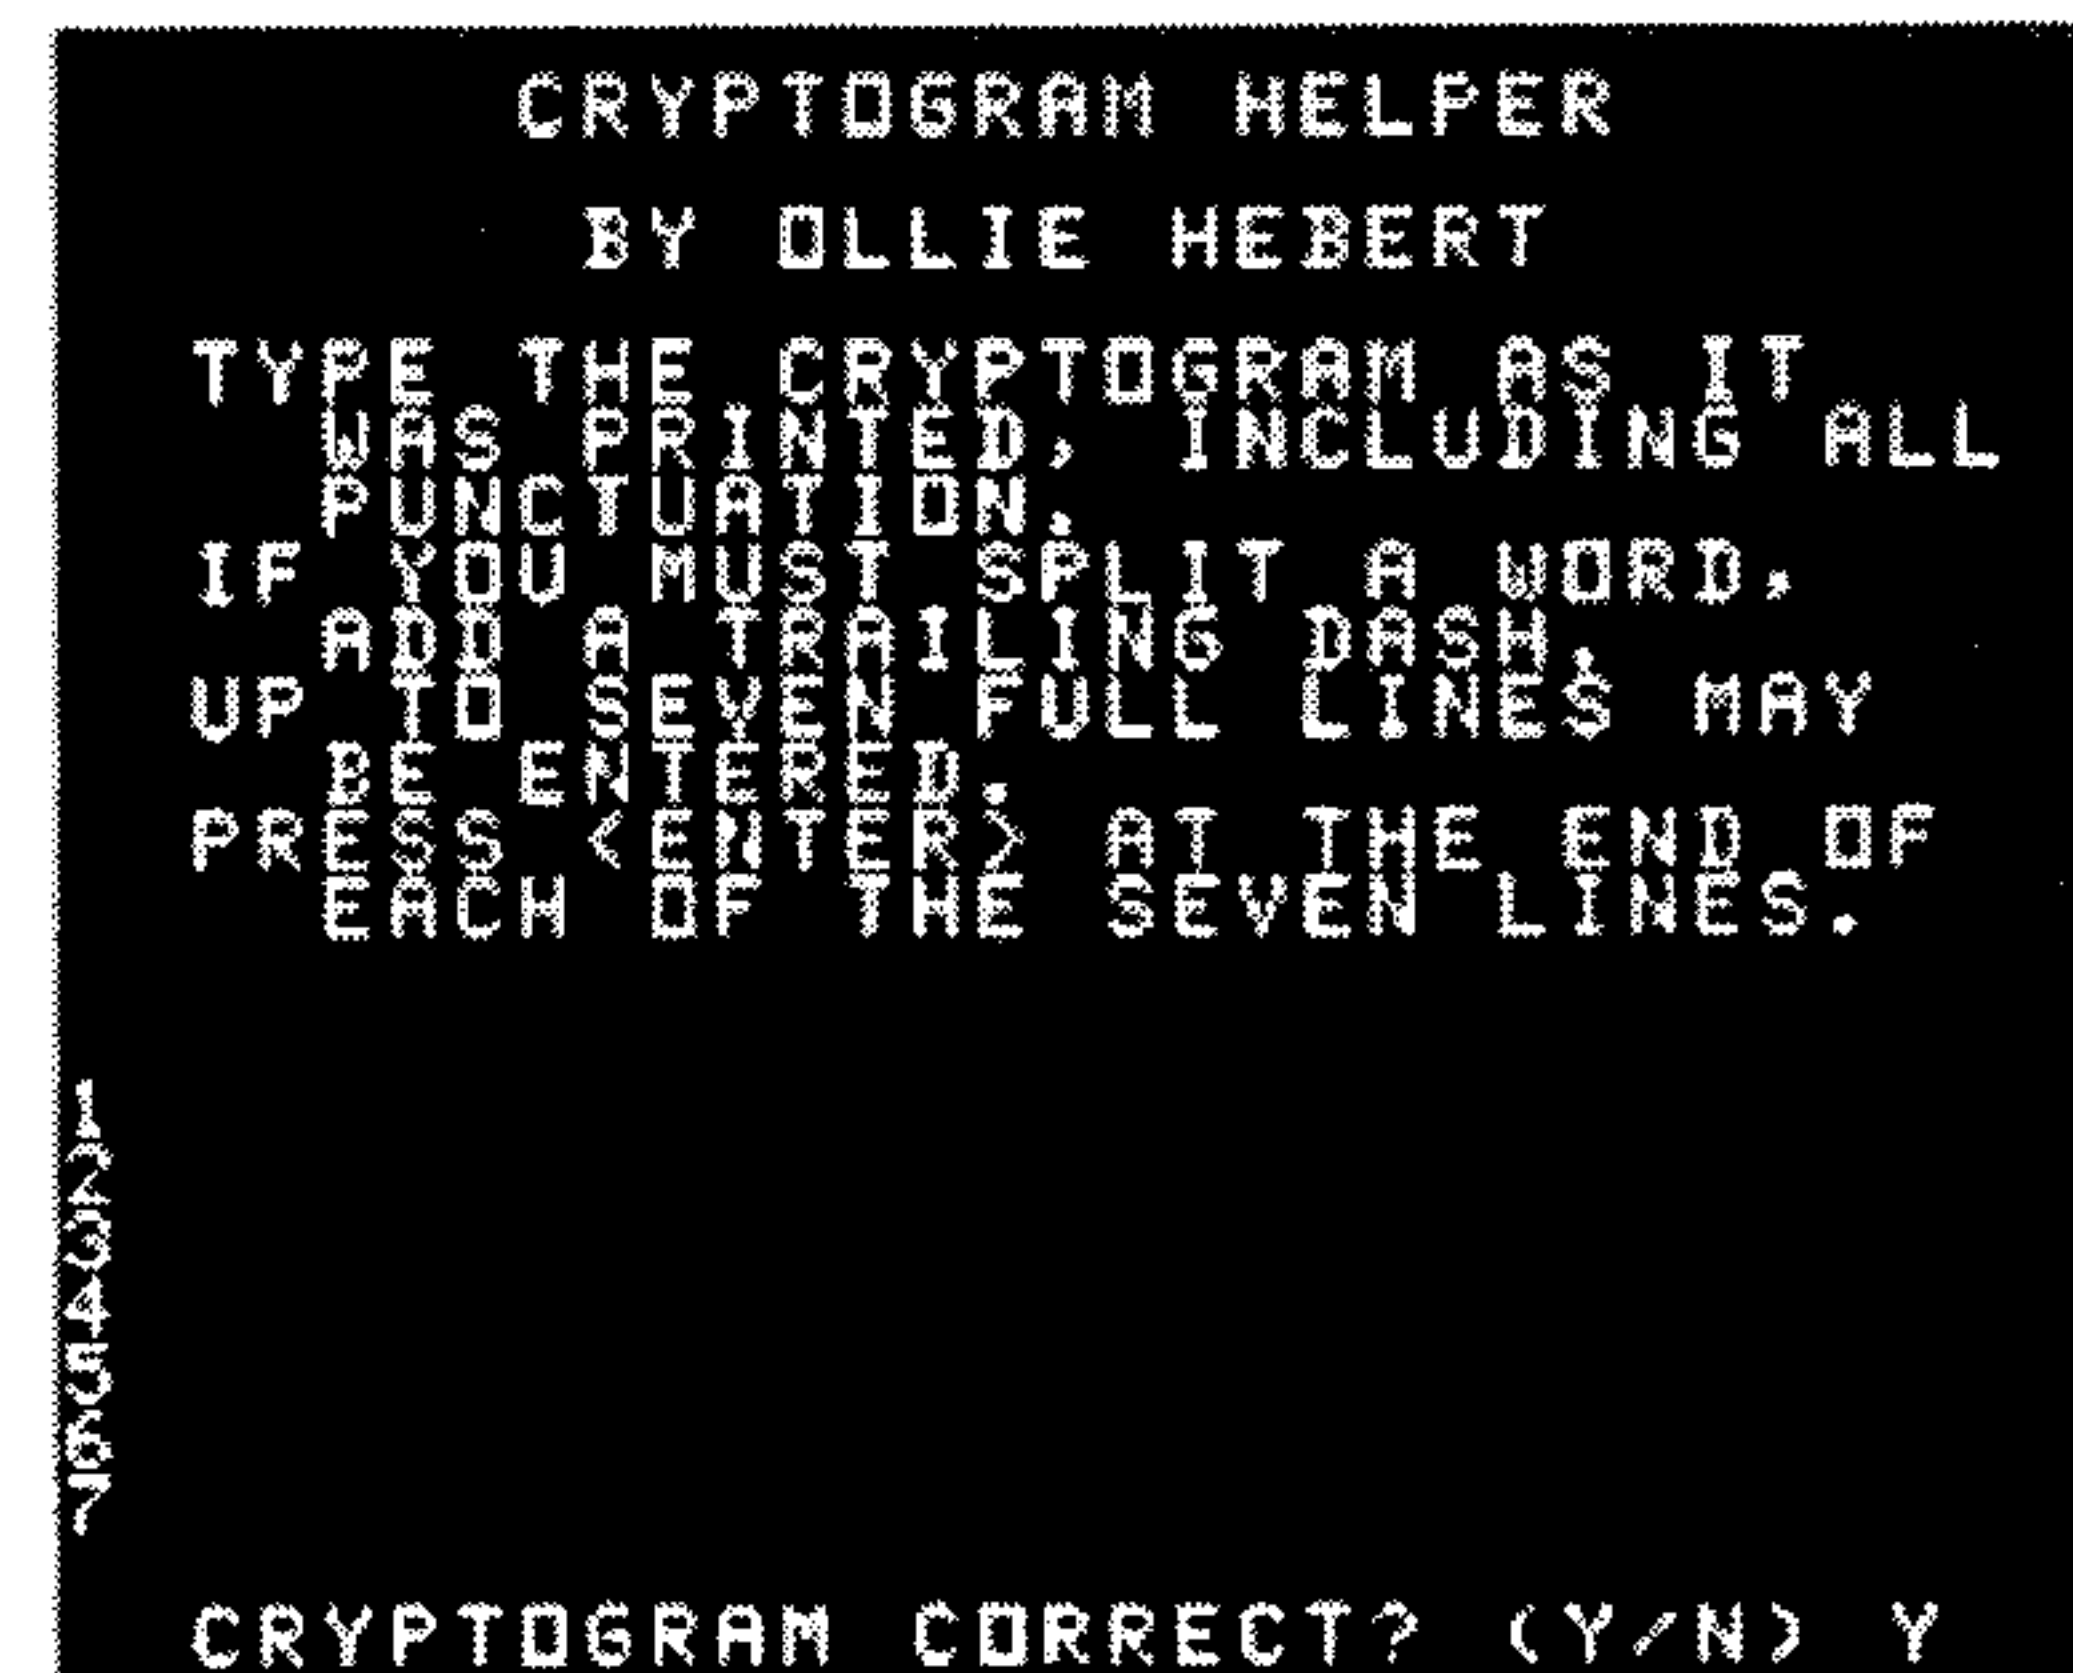 CRYPTOGRAM HELPER
BY OLLIE HEBERT
TYPE THE CRYPTOGRAM AS IT
WAS PRINTED, INCLUDING ALL
PUNCTUATION.
IF YOU MUST SPLIT A WORD,
ADD A TRAILING DASH.
UP TO SEVEN FULL LINES MAY
BE ENTERED.
PRESS <ENTER> AT THE END OF
EACH OF THE SEVEN LINES.
1
2
3
4
5
6
7
CRYPTOGRAM CORRECT? (Y/N) Y